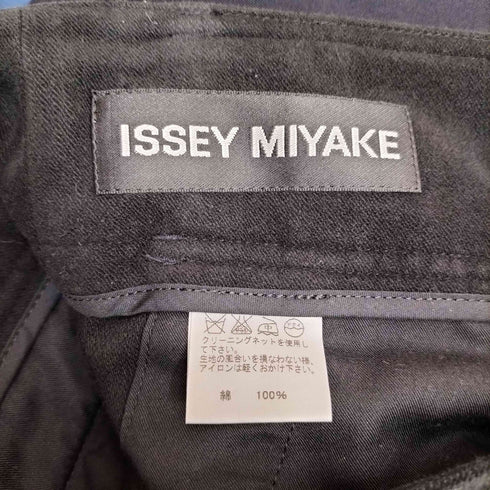 ISSEY MIYAKE
中
クリーニングネットを使用し
て下さい。
生地の風合いを損なわない様、
アイロンは軽くおかけ下さい。
綿 100%